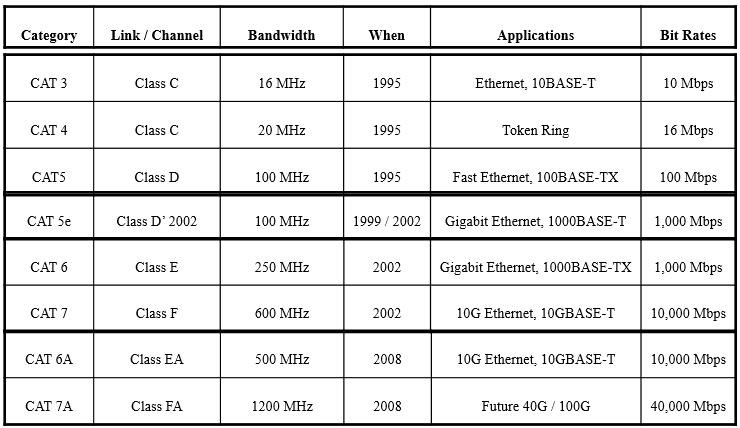 Category Link / Channel Bandwidth When Applications Bit Rates
CAT 3 Class C 16 MHz 1995 Ethernet, 10BASE-T 10 Mbps
CAT 4 Class C 20 MHz 1995 Token Ring 16 Mbps
CAT5 Class D 100 MHz 1995 Fast Ethernet, 100BASE-TX 100 Mbps
CAT 5e Class D’ 2002 100 MHz 1999 / 2002 Gigabit Ethernet, 1000BASE-T 1,000 Mbps
CAT 6 Class E 250 MHz 2002 Gigabit Ethernet, 1000BASE-TX 1,000 Mbps
CAT 7 Class F 600 MHz 2002 10G Ethernet, 10GBASE-T 10,000 Mbps
CAT 6A Class EA 500 MHz 2008 10G Ethernet, 10GBASE-T 10,000 Mbps
CAT 7A Class FA 1200 MHz 2008 Future 40G / 100G 40,000 Mbps